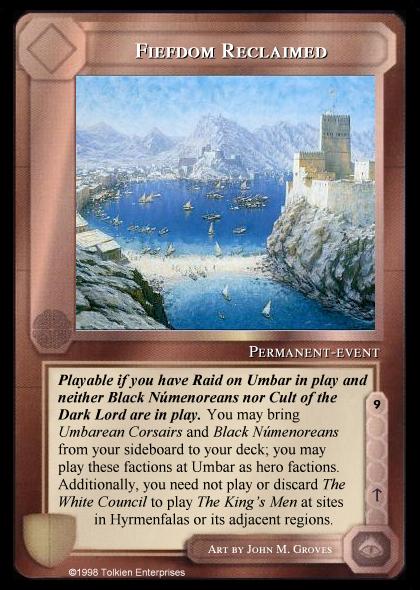 Fiefdom Reclaimed
Permanent-event
Playable if you have Raid on Umbar in play and
neither Black Númenoreans nor Cult of the
Dark Lord are in play. You may bring
Umbarean Corsairs and Black Númenoreans
from your sideboard to your deck; you may
play these factions at Umbar as hero factions.
Additionally, you need not play or discard The
White Council to play The King's Men at sites
in Hyrmenfalas or its adjacent regions.
9
Art by John M. Groves
©1998 Tolkien Enterprises